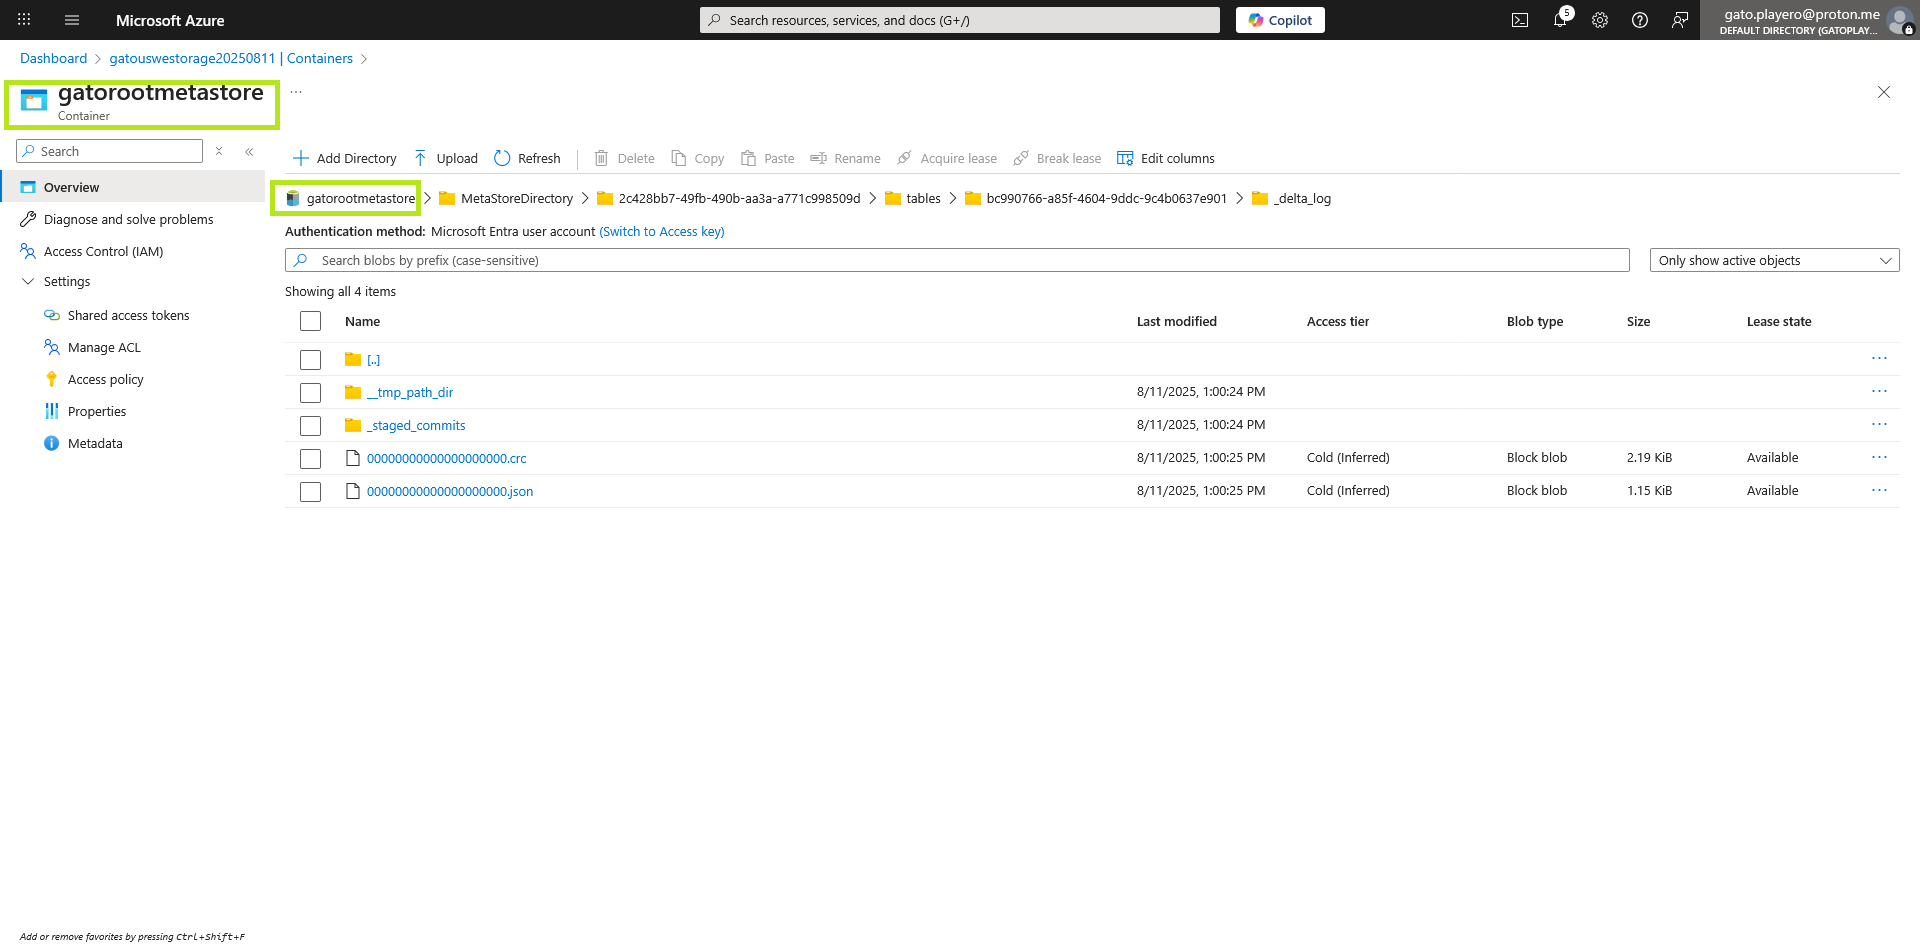 Microsoft Azure
Search resources, services, and docs (G+/)
Copilot
5
gato.playero@proton.me
DEFAULT DIRECTORY (GATOPLAY...
Dashboard > gatouswestorage20250811 | Containers >
gatorootmetastore
...
Container
Search
Add Directory Upload Refresh Delete Copy Paste Rename Acquire lease Break lease Edit columns
Overview
Diagnose and solve problems
Access Control (IAM)
Settings
Shared access tokens
Manage ACL
Access policy
Properties
Metadata
gatorootmetastore > MetaStoreDirectory > 2c428bb7-49fb-490b-aa3a-a771c998509d > tables > bc990766-a85f-4604-9ddc-9c4b0637e901 > _delta_log
Authentication method: Microsoft Entra user account (Switch to Access key)
Search blobs by prefix (case-sensitive)
Only show active objects
Showing all 4 items
Name Last modified Access tier Blob type Size Lease state
[..]
__tmp_path_dir 8/11/2025, 1:00:24 PM
_staged_commits 8/11/2025, 1:00:24 PM
00000000000000000000.crc 8/11/2025, 1:00:25 PM Cold (Inferred) Block blob 2.19 KiB Available
00000000000000000000.json 8/11/2025, 1:00:25 PM Cold (Inferred) Block blob 1.15 KiB Available
Add or remove favorites by pressing Ctrl+Shift+F